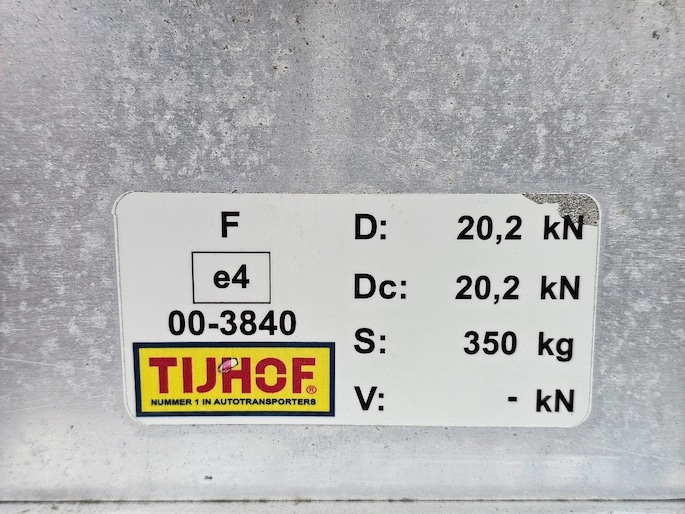 F
e4
00-3840
TIJHOF®
NUMMER 1 IN AUTOTRANSPORTERS
D: 20,2 kN
Dc: 20,2 kN
S: 350 kg
V: - kN